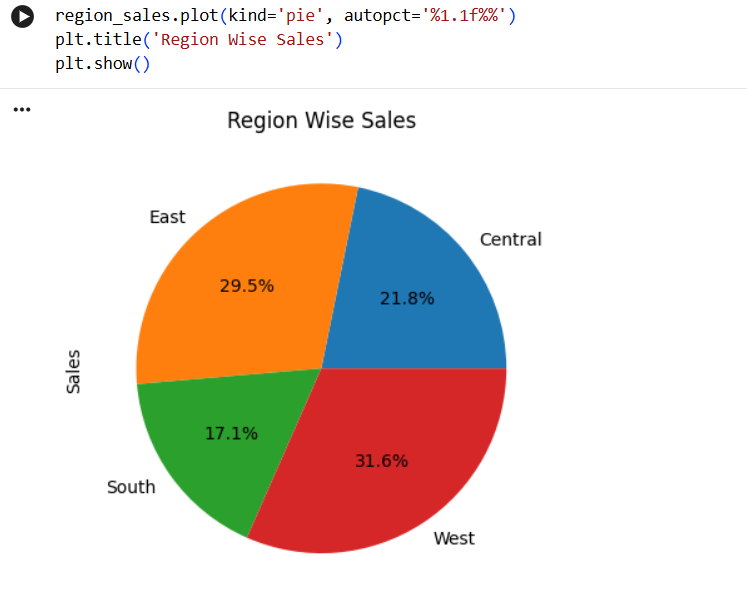 region_sales.plot(kind='pie', autopct='%1.1f%%')
plt.title('Region Wise Sales')
plt.show()
Region Wise Sales
East
Central
29.5%
21.8%
Sales
17.1%
31.6%
South
West